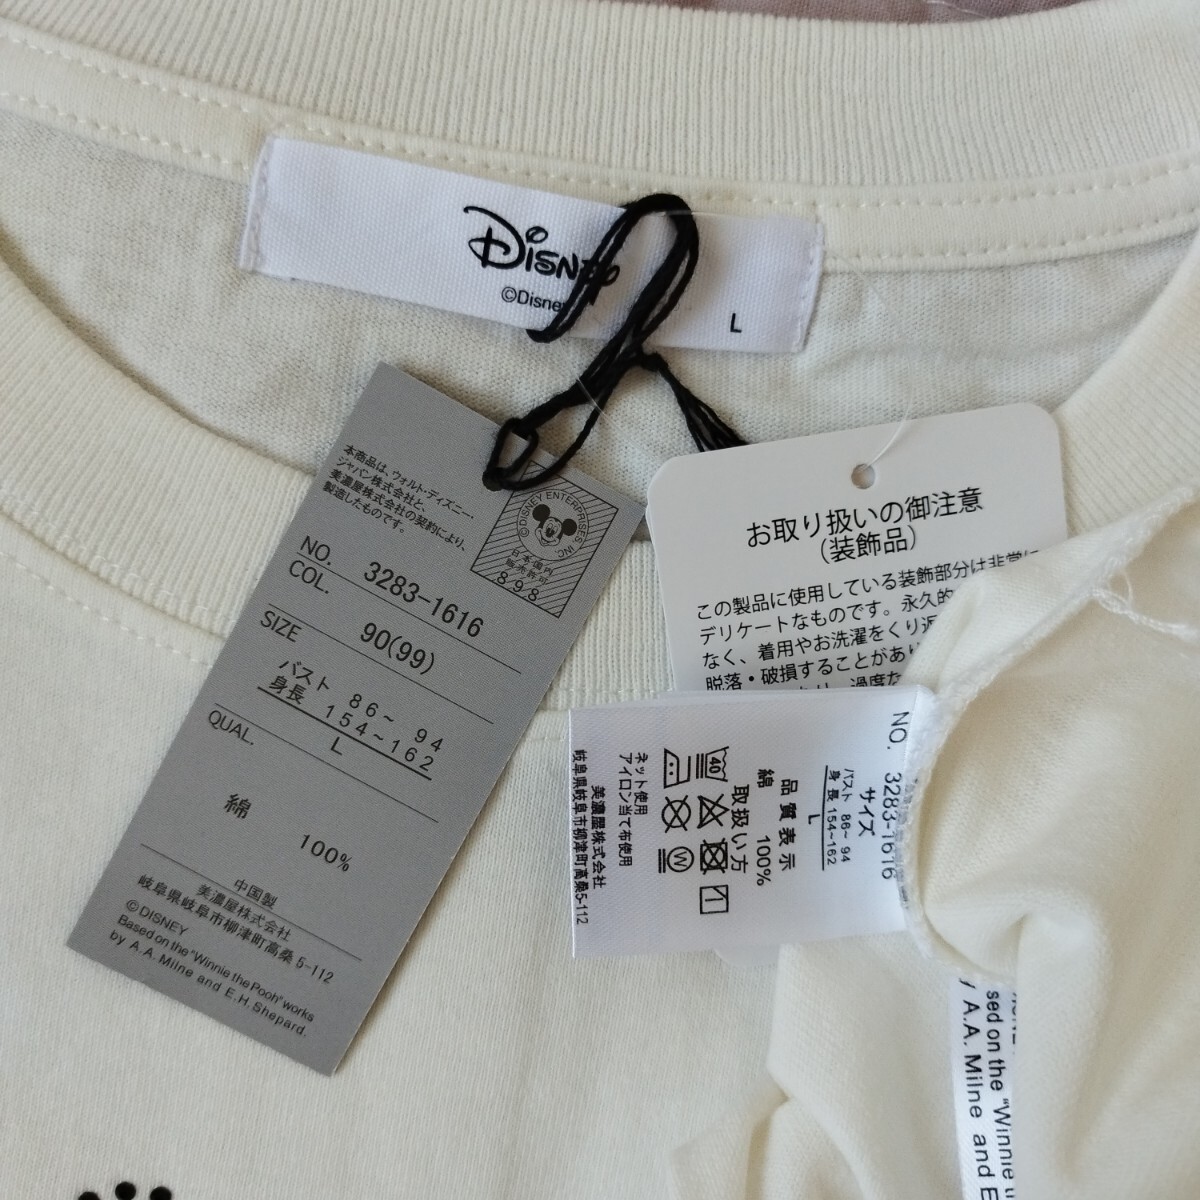 Disney
©Disney
L
本商品は、ウォルト・ディズニー・
ジャパン株式会社と、
美濃屋株式会社の契約により、
製造したものです。
©DISNEY ENTERPRISES INC.
日本国内
販売許可
898
NO. 3283-1616
COL. 90(99)
SIZE
バスト 86~94
身長 154~162
L
QUAL.
綿 100%
中国製
美濃屋株式会社
岐阜県岐阜市柳津町高桑5-112
©DISNEY
Based on the "Winnie the Pooh" works
by A.A. Milne and E.H. Shepard.
お取り扱いの御注意
(装飾品)
この製品に使用している装飾部分は非常に
デリケートなものです。永久的
なく、着用やお洗濯をくり返
脱落・破損することがあり
過度な
NO. 3283-1616
サイズ
バスト 86~94
身長 154~162
L
品質表示
綿 100%
取扱い方
40
W
ネット使用
アイロン当て布使用
美濃屋株式会社
岐阜県岐阜市柳津町高桑5-112
sed on the "Winnie th
y A.A. Milne and E